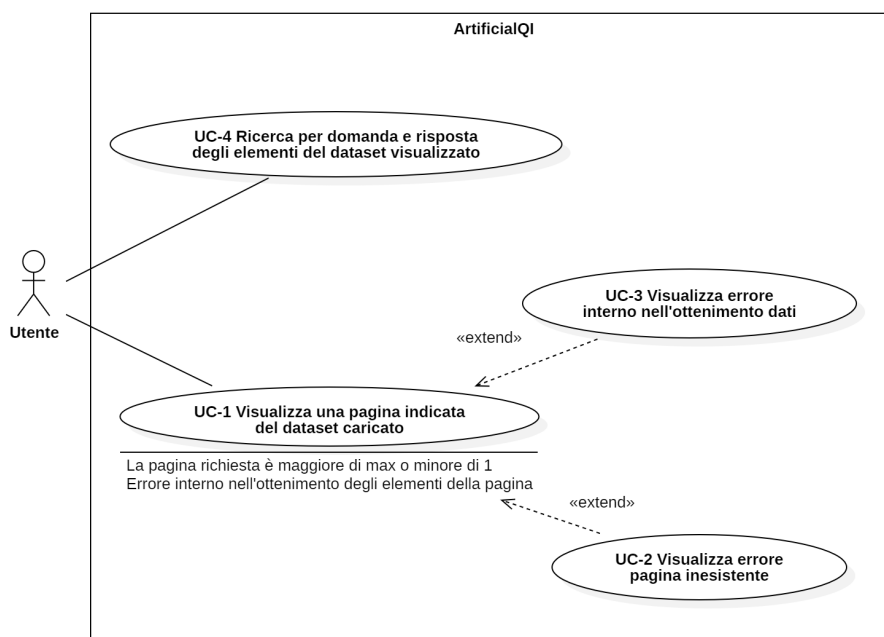 ArtificialQI
UC-4 Ricerca per domanda e risposta
degli elementi del dataset visualizzato
Utente
UC-3 Visualizza errore
interno nell'ottenimento dati
«extend»
UC-1 Visualizza una pagina indicata
del dataset caricato
La pagina richiesta è maggiore di max o minore di 1
Errore interno nell'ottenimento degli elementi della pagina
«extend»
UC-2 Visualizza errore
pagina inesistente